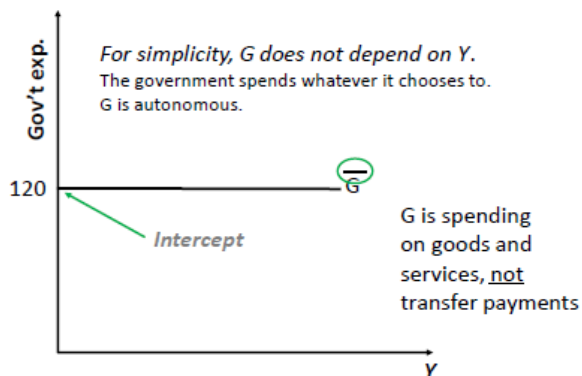 For simplicity, G does not depend on Y.
The government spends whatever it chooses to.
G is autonomous.
Gov't exp.
120
G̅
Intercept
G is spending
on goods and
services, not
transfer payments
Y